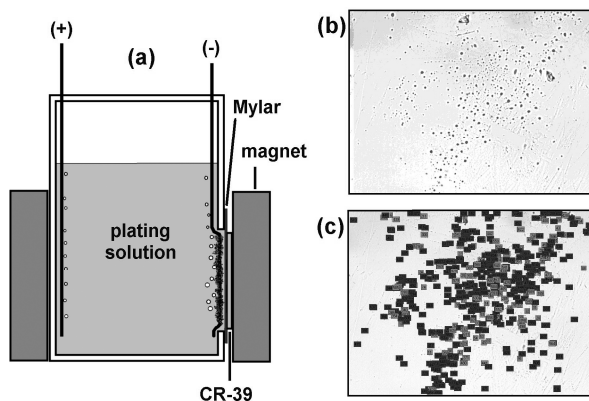 (a)
(+)
(-)
Mylar
magnet
plating
solution
CR-39
(b)
(c)